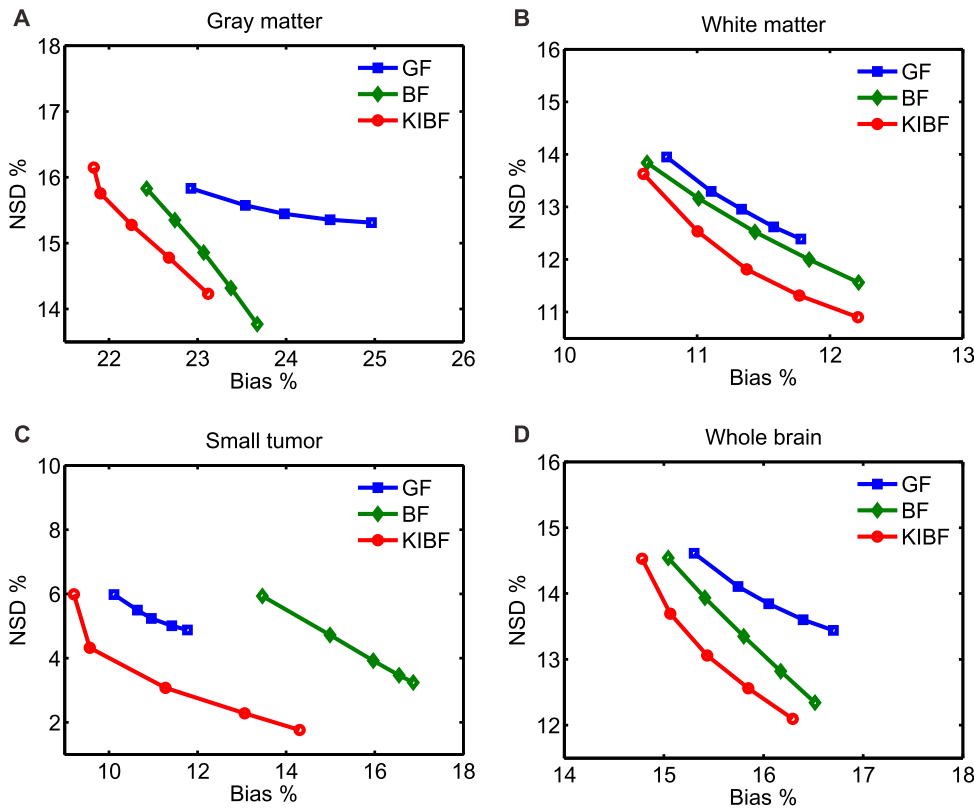 A
Gray matter
18
17
16
15
14
NSD %
GF
BF
KIBF
22
23
24
25
26
Bias %
B
White matter
16
15
14
13
12
11
NSD %
GF
BF
KIBF
10
11
12
13
Bias %
C
Small tumor
10
8
6
4
2
NSD %
GF
BF
KIBF
10
12
14
16
18
Bias %
D
Whole brain
16
15
14
13
12
NSD %
GF
BF
KIBF
14
15
16
17
18
Bias %